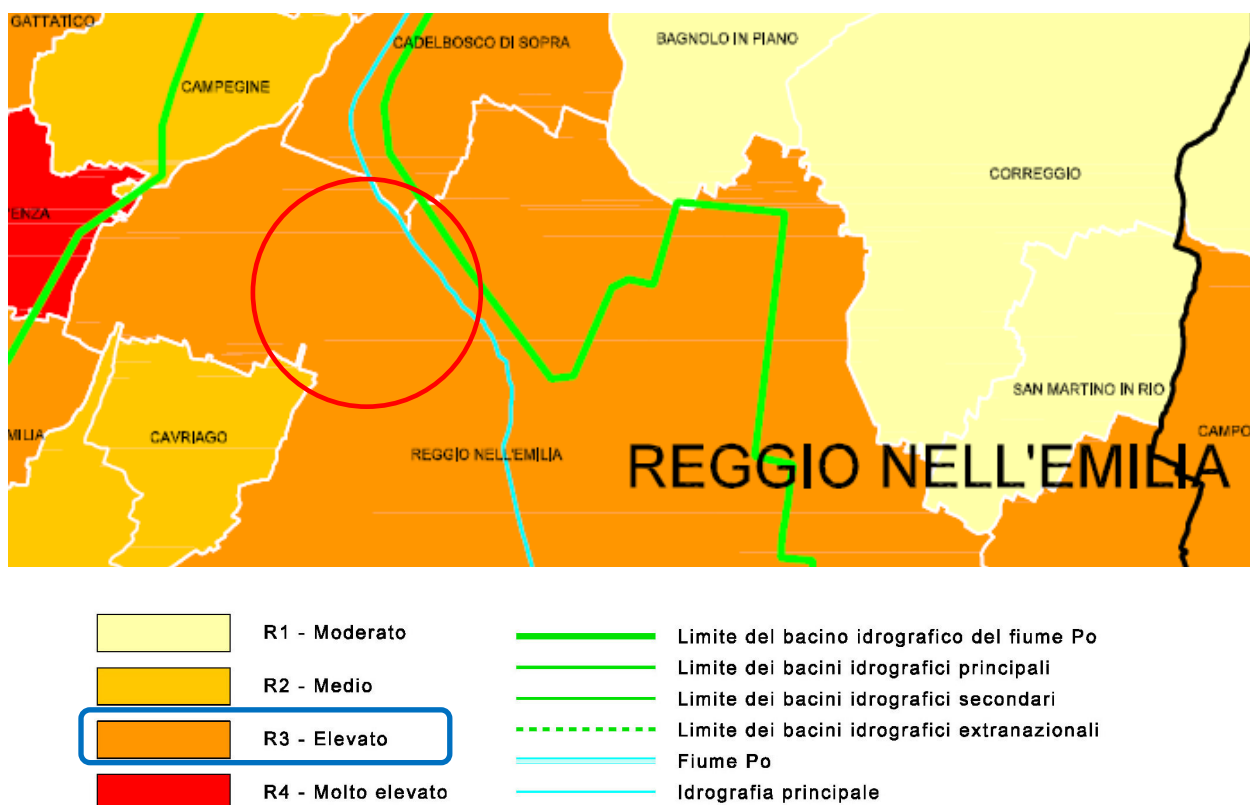 GATTATICO
CADELBOSCO DI SOPRA
BAGNOLO IN PIANO
CAMPEGINE
CORREGGIO
ENZA
SAN MARTINO IN RIO
MILIA
CAVRIAGO
REGGIO NELL'EMILIA
REGGIO NELL'EMILIA
CAMPO
R1 - Moderato
R2 - Medio
R3 - Elevato
R4 - Molto elevato
Limite del bacino idrografico del fiume Po
Limite dei bacini idrografici principali
Limite dei bacini idrografici secondari
Limite dei bacini idrografici extranazionali
Fiume Po
Idrografia principale